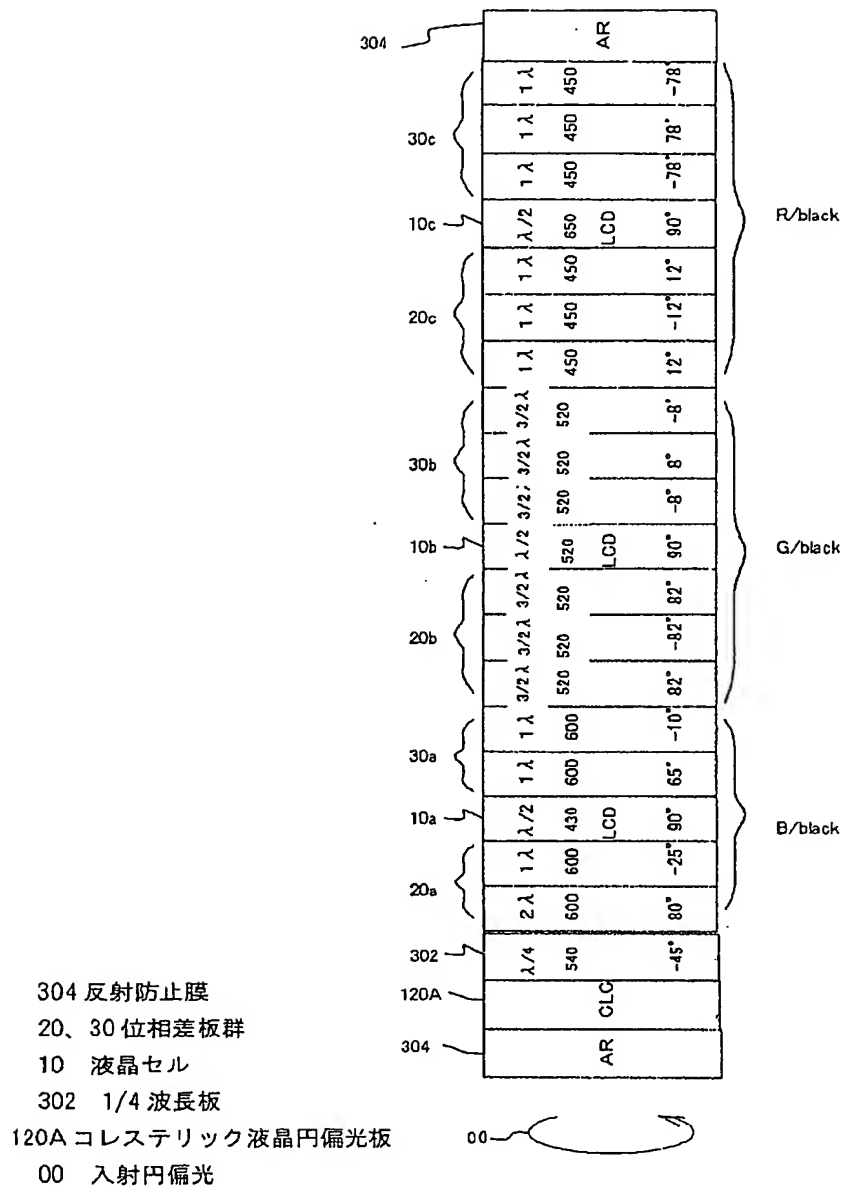 304
AR
1λ 450 -78°
30c
1λ 450 78°
1λ 450 -78°
10c
λ/2 650 LCD 90°
R/black
1λ 450 12°
20c
1λ 450 -12°
1λ 450 12°
3/2λ 520 -8°
30b
3/2λ 520 8°
3/2; 520 -8°
10b
λ/2 520 LCD 90°
G/black
3/2λ 520 82°
20b
3/2λ 520 -82°
3/2λ 520 82°
1λ 600 -10°
30a
1λ 600 65°
10a
λ/2 430 LCD 90°
B/black
1λ 600 -25°
20a
2λ 600 80°
302
λ/4 540 -45°
120A
CLC
304
AR
00
304 反射防止膜
20、30 位相差板群
10 液晶セル
302 1/4 波長板
120A コレステリック液晶円偏光板
00 入射円偏光